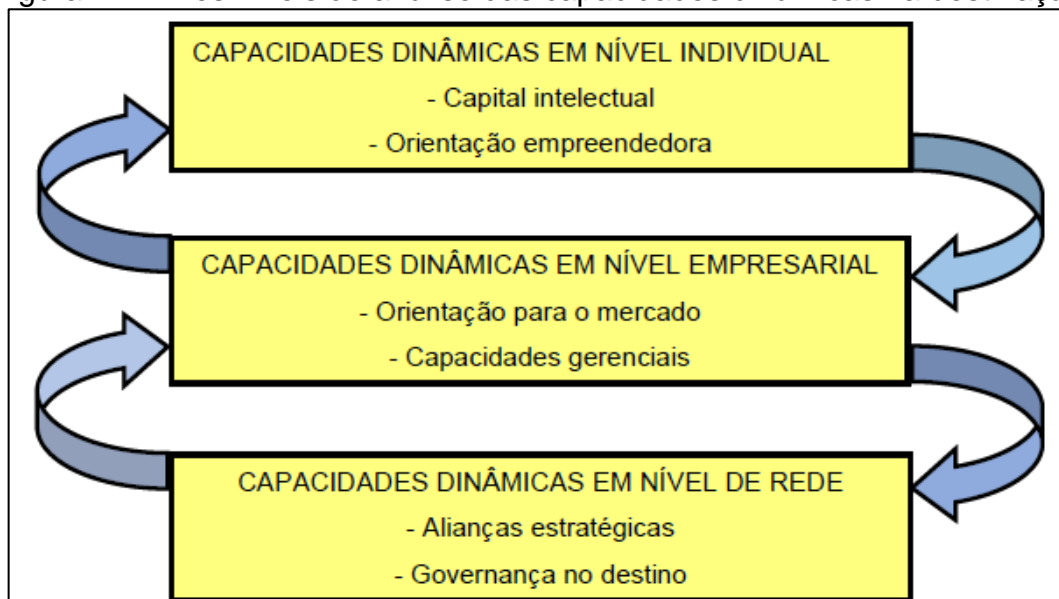 CAPACIDADES DINÂMICAS EM NÍVEL INDIVIDUAL
- Capital intelectual
- Orientação empreendedora
CAPACIDADES DINÂMICAS EM NÍVEL EMPRESARIAL
- Orientação para o mercado
- Capacidades gerenciais
CAPACIDADES DINÂMICAS EM NÍVEL DE REDE
- Alianças estratégicas
- Governança no destino